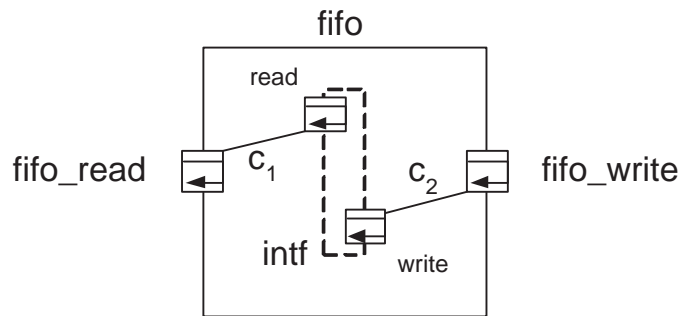 fifo
read
fifo_read
c1
c2
fifo_write
intf
write